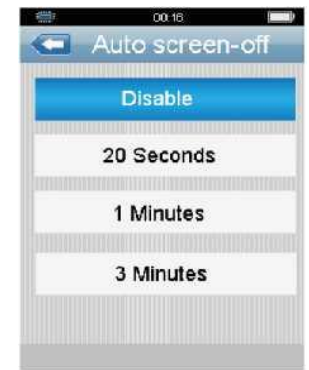 00:16
Auto screen-off
Disable
20 Seconds
1 Minutes
3 Minutes